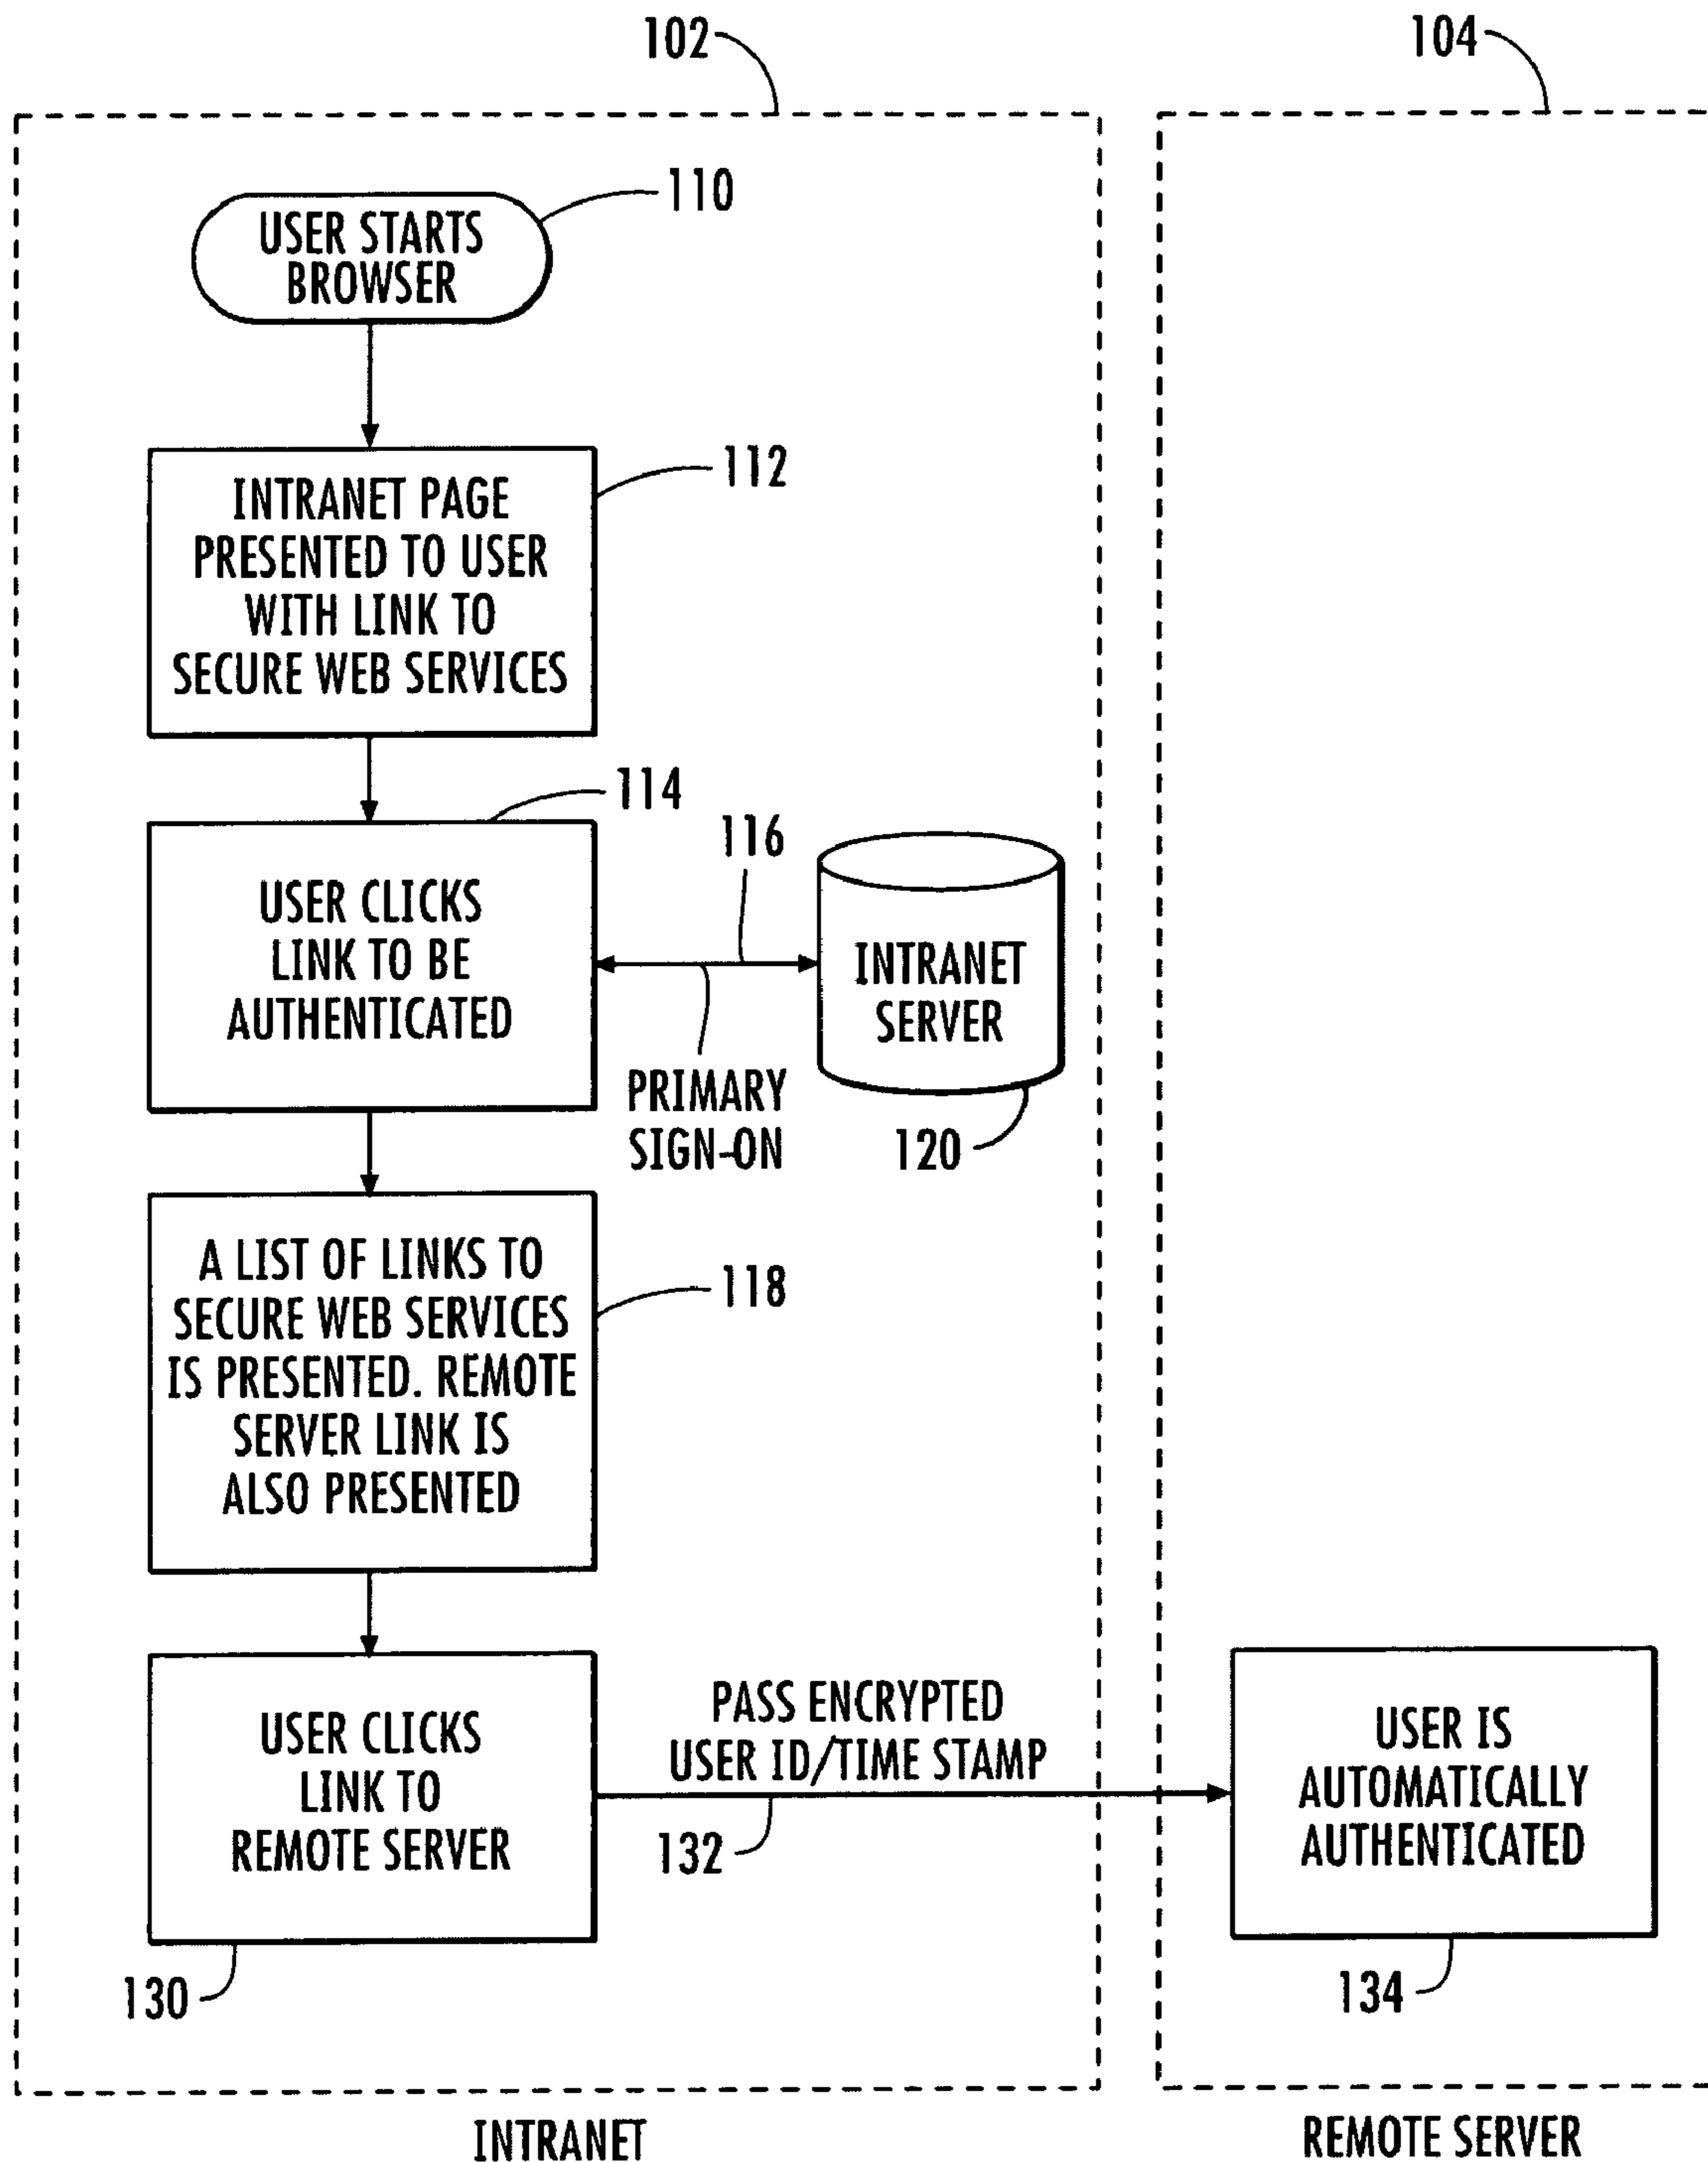 102
104
110
USER STARTS
BROWSER
112
INTRANET PAGE
PRESENTED TO USER
WITH LINK TO
SECURE WEB SERVICES
114
116
USER CLICKS
LINK TO BE
AUTHENTICATED
INTRANET
SERVER
PRIMARY
SIGN-ON
120
A LIST OF LINKS TO
SECURE WEB SERVICES
IS PRESENTED. REMOTE
SERVER LINK IS
ALSO PRESENTED
118
USER CLICKS
LINK TO
REMOTE SERVER
PASS ENCRYPTED
USER ID/TIME STAMP
132
USER IS
AUTOMATICALLY
AUTHENTICATED
130
134
INTRANET
REMOTE SERVER